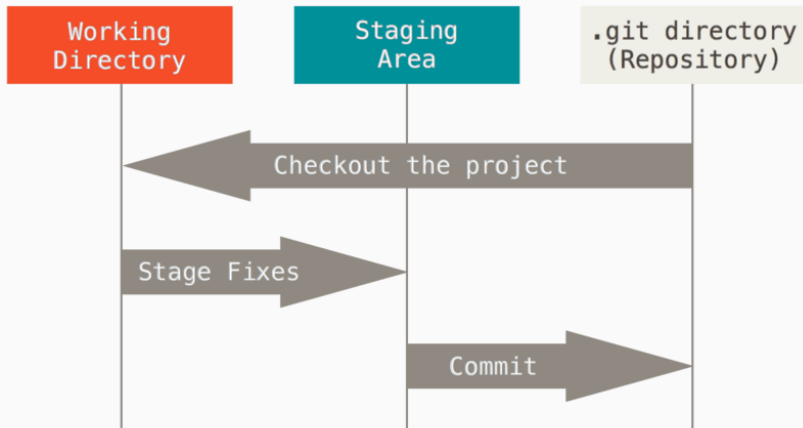 Working
Directory
Staging
Area
.git directory
(Repository)
Checkout the project
Stage Fixes
Commit